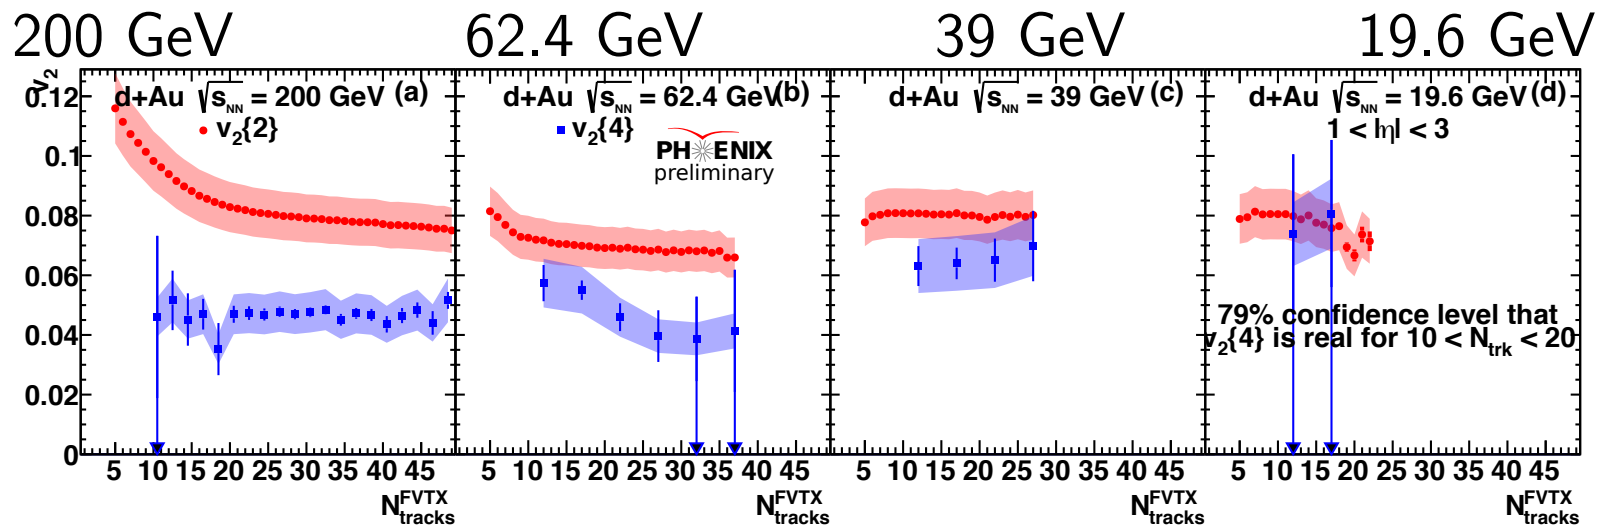 200 GeV 62.4 GeV 39 GeV 19.6 GeV
v2
d+Au √sNN = 200 GeV (a)
v2{2}
d+Au √sNN = 62.4 GeV (b)
v2{4}
PHENIX
preliminary
d+Au √sNN = 39 GeV (c)
d+Au √sNN = 19.6 GeV (d)
1 < |η| < 3
79% confidence level that
v2{4} is real for 10 < Ntrk < 20
0.12
0.1
0.08
0.06
0.04
0.02
0
5 10 15 20 25 30 35 40 45
5 10 15 20 25 30 35 40 45
5 10 15 20 25 30 35 40 45
5 10 15 20 25 30 35 40 45
N FVTX tracks
N FVTX tracks
N FVTX tracks
N FVTX tracks